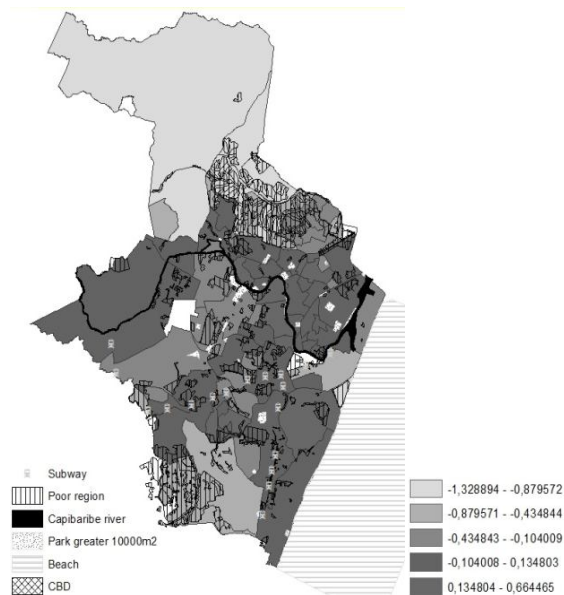 Subway
Poor region
Capibaribe river
Park greater 10000m2
Beach
CBD
-1,328894 - -0,879572
-0,879571 - -0,434844
-0,434843 - -0,104009
-0,104008 - 0,134803
0,134804 - 0,664465